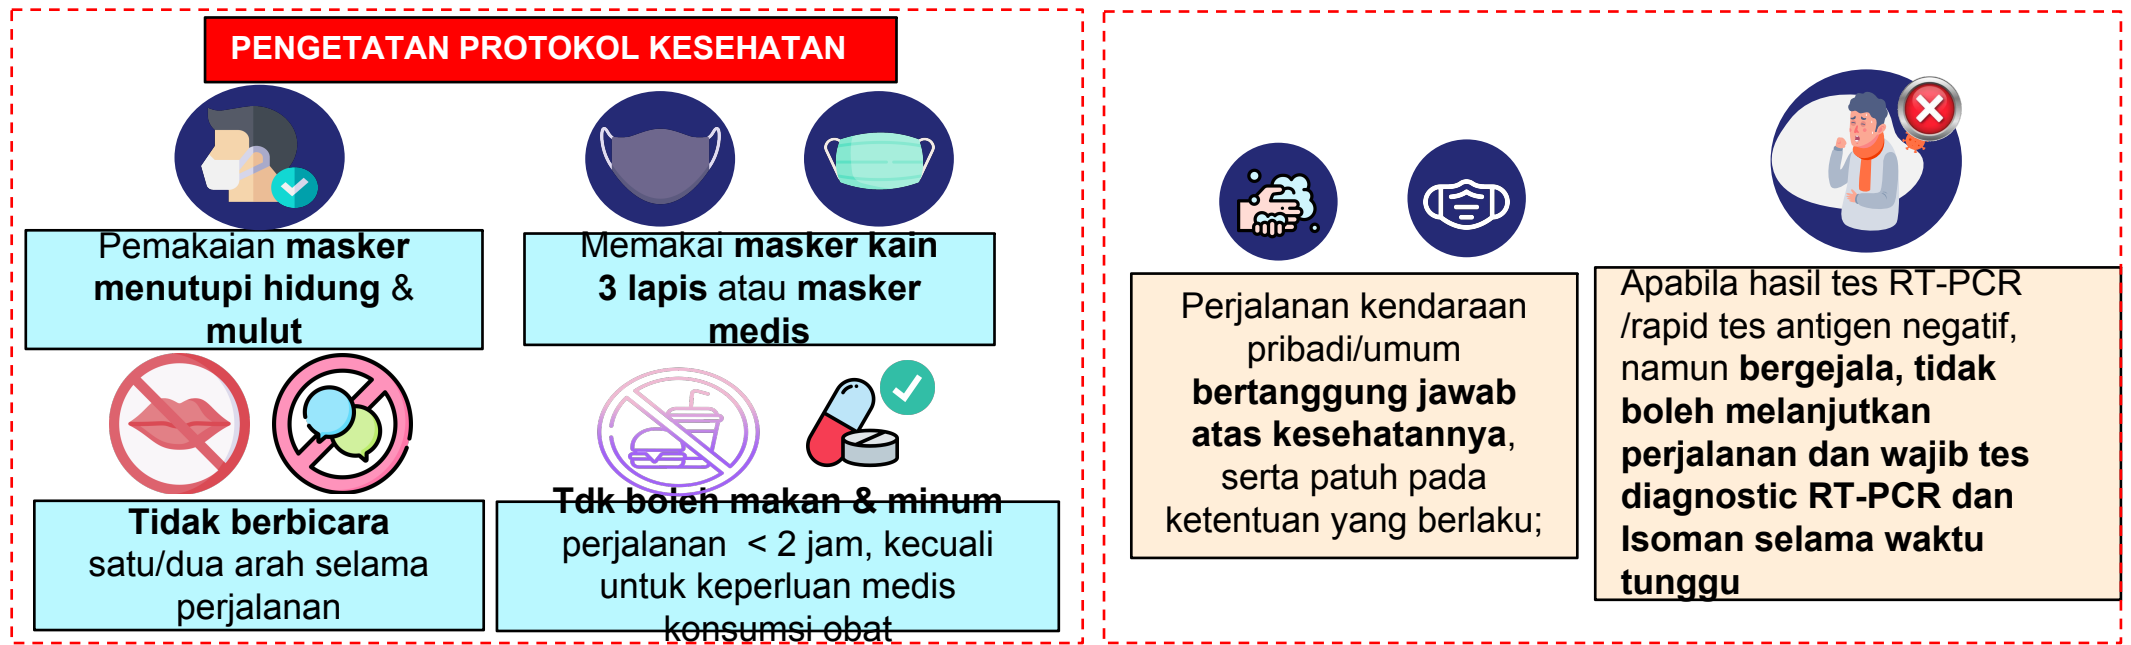 PENGETATAN PROTOKOL KESEHATAN
Pemakaian masker
menutupi hidung &
mulut
Memakai masker kain
3 lapis atau masker
medis
Tidak berbicara
satu/dua arah selama
perjalanan
Tdk boleh makan & minum
perjalanan < 2 jam, kecuali
untuk keperluan medis
konsumsi obat
Perjalanan kendaraan
pribadi/umum
bertanggung jawab
atas kesehatannya,
serta patuh pada
ketentuan yang berlaku;
Apabila hasil tes RT-PCR
/rapid tes antigen negatif,
namun bergejala, tidak
boleh melanjutkan
perjalanan dan wajib tes
diagnostic RT-PCR dan
Isoman selama waktu
tunggu